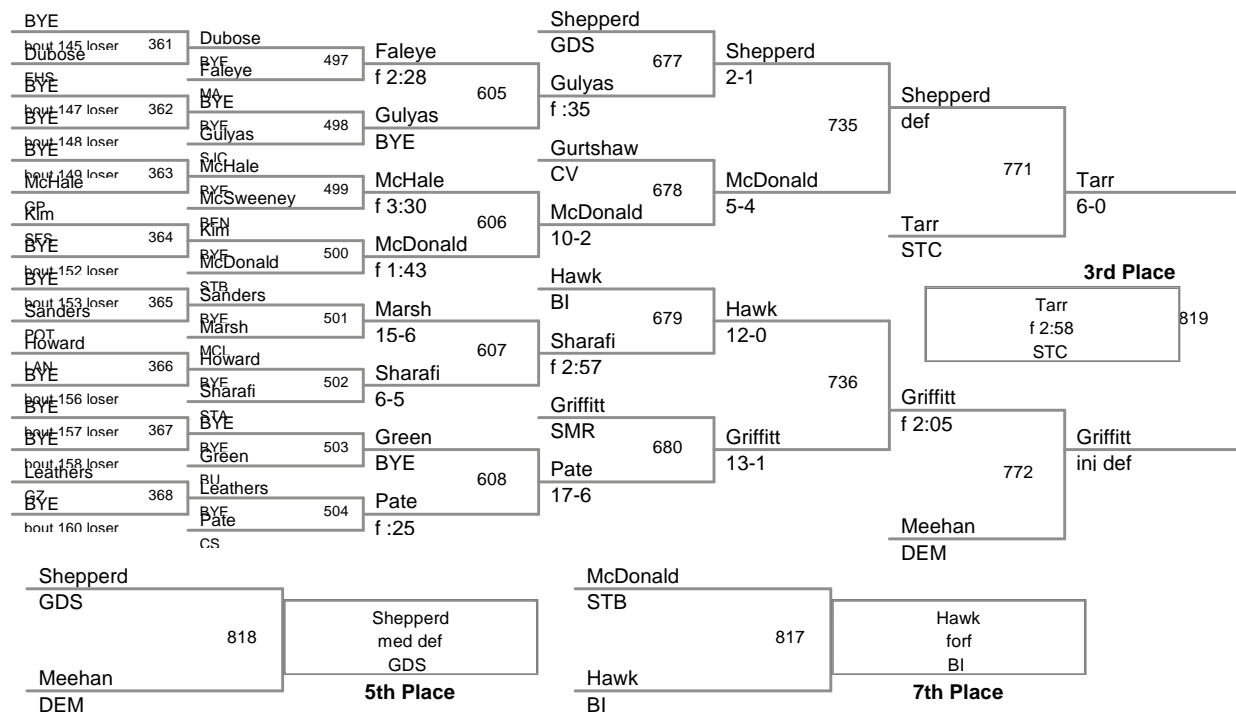 BYE
bout 145 loser
361
Dubose
EHS
BYE
bout 147 loser
362
BYE
bout 148 loser
BYE
bout 149 loser
363
McHale
GP
Kim
SFS
364
BYE
bout 152 loser
BYE
bout 153 loser
365
Sanders
POT
Howard
LAN
366
BYE
bout 156 loser
BYE
bout 157 loser
367
BYE
bout 158 loser
Leathers
GZ
368
BYE
bout 160 loser
Dubose
BYE
497
Faleye
MA
BYE
BYE
498
Gulyas
SJC
McHale
BYE
499
McSweeney
BEN
Kim
BYE
500
McDonald
STB
Sanders
BYE
501
Marsh
MCL
Howard
BYE
502
Sharafi
STA
BYE
BYE
503
Green
BU
Leathers
BYE
504
Pate
CS
Faleye
f 2:28
605
Gulyas
BYE
McHale
f 3:30
606
McDonald
f 1:43
Marsh
15-6
607
Sharafi
6-5
Green
BYE
608
Pate
f :25
Shepperd
GDS
677
Gulyas
f :35
Gurtshaw
CV
678
McDonald
10-2
Hawk
BI
679
Sharafi
f 2:57
Griffitt
SMR
680
Pate
17-6
Shepperd
2-1
735
McDonald
5-4
Hawk
12-0
736
Griffitt
13-1
Shepperd
def
771
Tarr
STC
Griffitt
f 2:05
772
Meehan
DEM
Tarr
6-0
3rd Place
Tarr
f 2:58
STC
819
Griffitt
inj def
Shepperd
GDS
818
Meehan
DEM
Shepperd
med def
GDS
5th Place
McDonald
STB
817
Hawk
BI
Hawk
forf
BI
7th Place